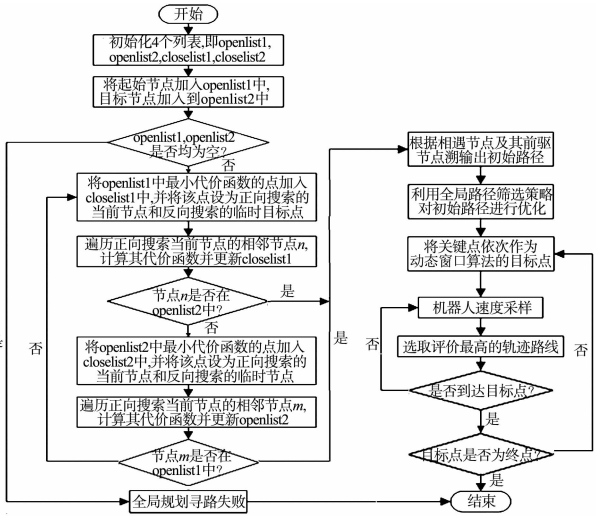 开始
初始化4个列表,即openlist1,
openlist2,closelist1,closelist2
将起始节点加入openlist1中,
目标节点加入到openlist2中
openlist1,openlist2
是否均为空?
否
将openlist1中最小代价函数的点加入
closelist1中,并将该点设为正向搜索的
当前节点和反向搜索的临时目标点
遍历正向搜索当前节点的相邻节点n,
计算其代价函数并更新closelist1
节点n是否在
openlist2中?
是
否
将openlist2中最小代价函数的点加入
closelist2中,并将该点设为正向搜索的
当前节点和反向搜索的临时节点
遍历正向搜索当前节点的相邻节点m,
计算其代价函数并更新openlist2
节点m是否在
openlist1中?
否
是
全局规划寻路失败
根据相遇节点及其前驱
节点溯输出初始路径
利用全局路径筛选策略
对初始路径进行优化
将关键点依次作为
动态窗口算法的目标点
机器人速度采样
选取评价最高的轨迹路线
否
是否到达目标点?
是
否
目标点是否为终点?
是
结束